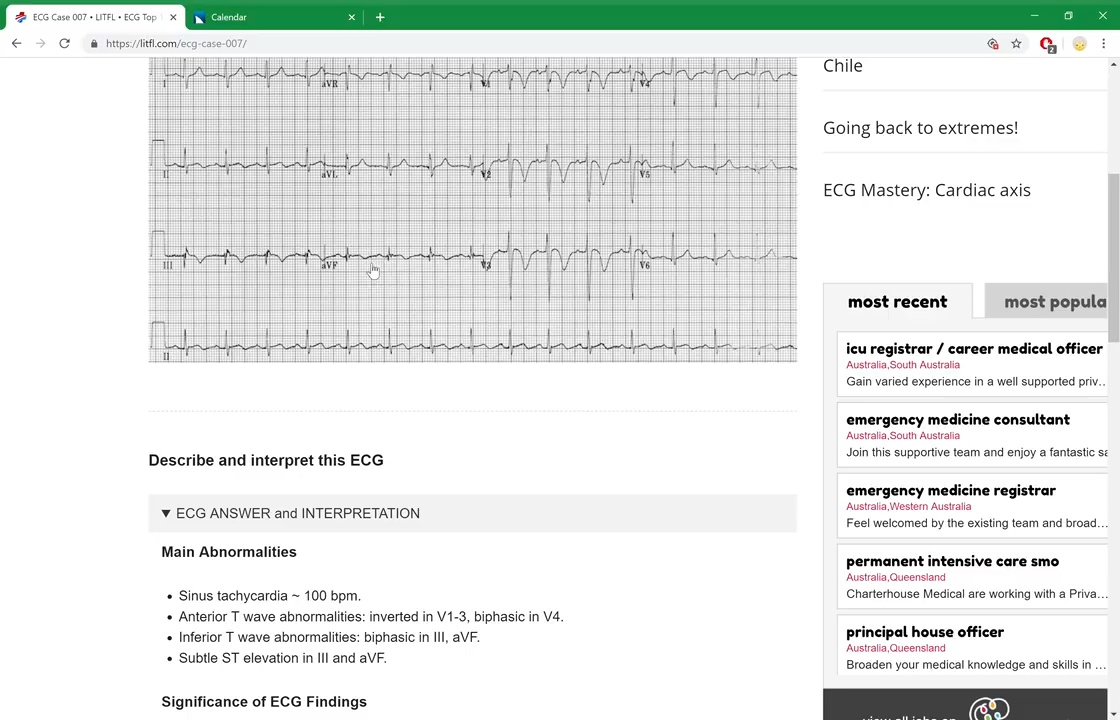 ECG Case 007 • LITFL • ECG Top
Calendar
https://litfl.com/ecg-case-007/
2
I
aVR
V1
V4
II
aVL
V2
V5
III
aVF
V3
V6
II
Describe and interpret this ECG
ECG ANSWER and INTERPRETATION
Main Abnormalities
• Sinus tachycardia ~ 100 bpm.
• Anterior T wave abnormalities: inverted in V1-3, biphasic in V4.
• Inferior T wave abnormalities: biphasic in III, aVF.
• Subtle ST elevation in III and aVF.
Significance of ECG Findings
Chile
Going back to extremes!
ECG Mastery: Cardiac axis
most recent
most popula
icu registrar / career medical officer
Australia,South Australia
Gain varied experience in a well supported priv...
emergency medicine consultant
Australia,South Australia
Join this supportive team and enjoy a fantastic sa
emergency medicine registrar
Australia,Western Australia
Feel welcomed by the existing team and broad...
permanent intensive care smo
Australia,Queensland
Charterhouse Medical are working with a Priva...
principal house officer
Australia,Queensland
Broaden your medical knowledge and skills in ...
view all jobs on